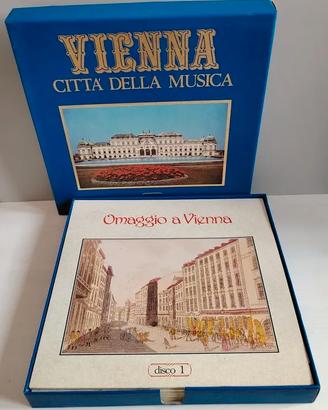 VIENNA
CITTÀ DELLA MUSICA
Omaggio a Vienna
disco 1